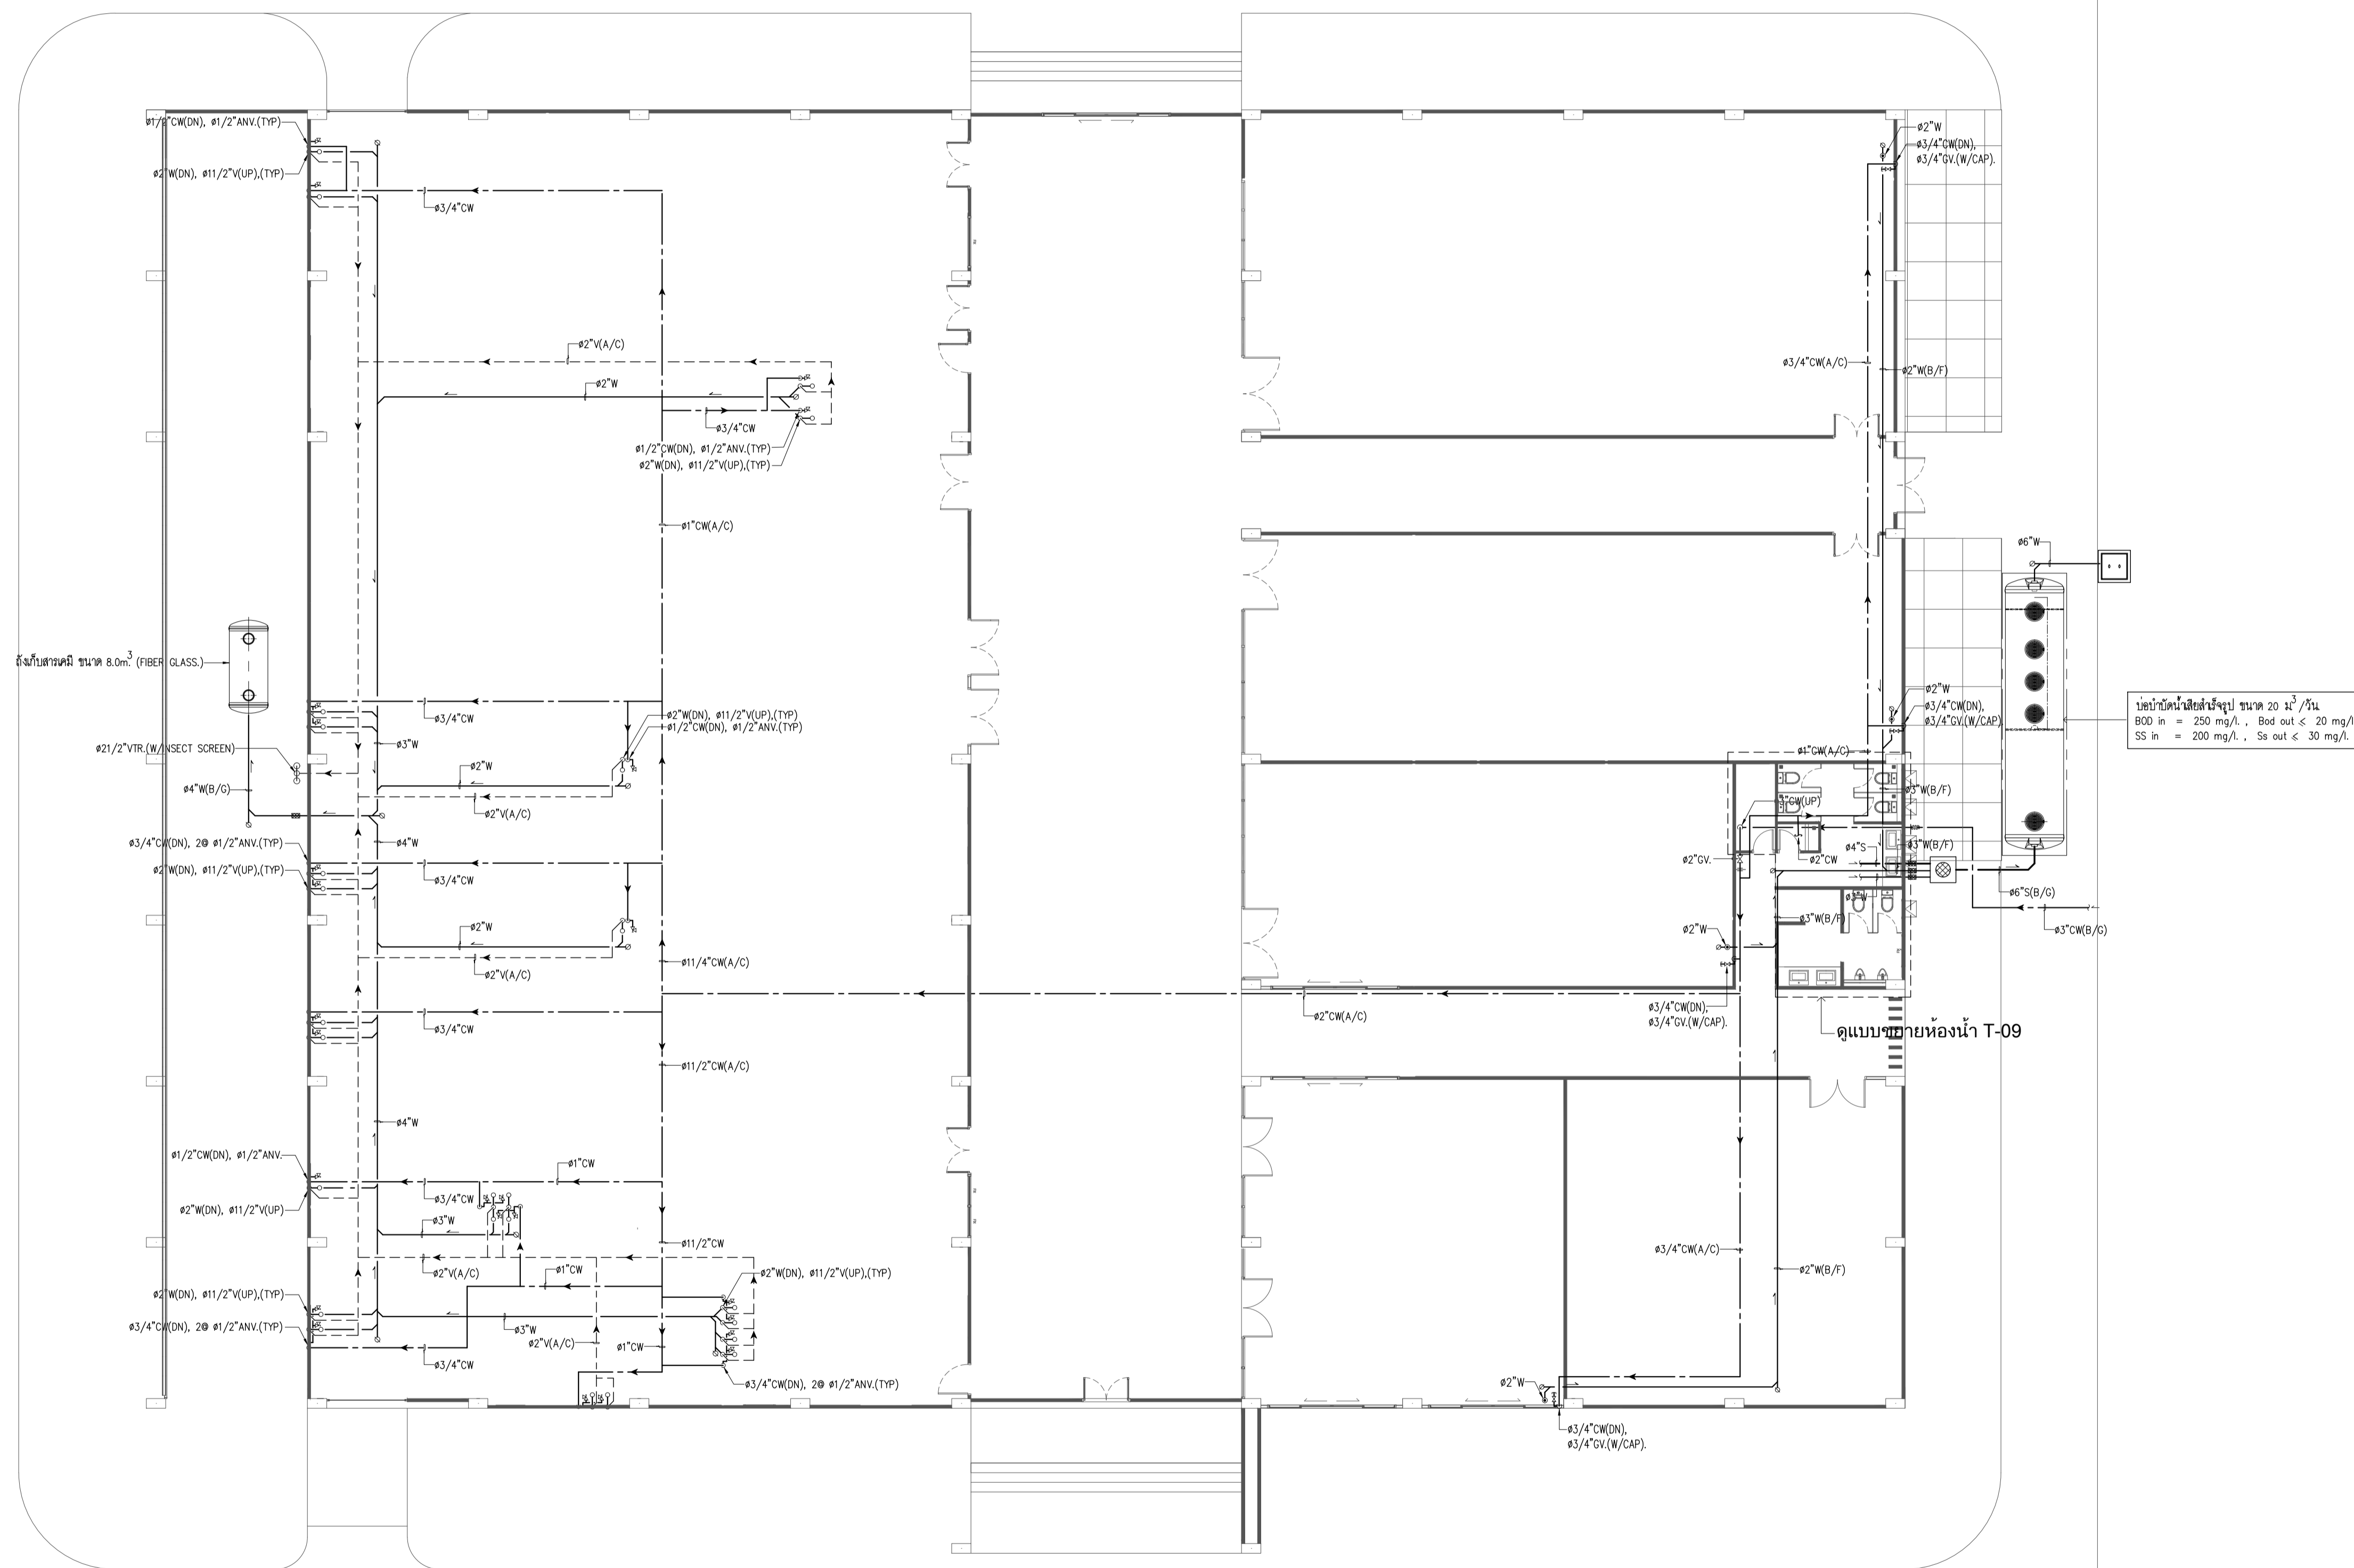 ø1/2"CW(DN), ø1/2"ANV.(TYP)
ø2"W(DN), ø11/2"V(UP),(TYP)
ø3/4"CW
ø2"V(A/C)
ø2"W
ø3/4"CW
ø1/2"CW(DN), ø1/2"ANV.(TYP)
ø2"W(DN), ø11/2"V(UP),(TYP)
ø1"CW(A/C)
ถังเก็บสารเคมี ขนาด 8.0m.3 (FIBER GLASS.)
ø3/4"CW
ø2"W(DN), ø11/2"V(UP),(TYP)
ø1/2"CW(DN), ø1/2"ANV.(TYP)
ø21/2"VTR.(W/INSECT SCREEN)
ø3"W
ø2"W
ø4"W(B/G)
ø2"V(A/C)
ø3/4"CW(DN), 2@ ø1/2"ANV.(TYP)
ø4"W
ø2"W(DN), ø11/2"V(UP),(TYP)
ø3/4"CW
ø2"W
ø2"V(A/C)
ø11/4"CW(A/C)
ø3/4"CW
ø11/2"CW(A/C)
ø4"W
ø1/2"CW(DN), ø1/2"ANV.
ø1"CW
ø3/4"CW
ø2"W(DN), ø11/2"V(UP)
ø3"W
ø11/2"CW
ø2"V(A/C)
ø1"CW
ø2"W(DN), ø11/2"V(UP),(TYP)
ø2"W(DN), ø11/2"V(UP),(TYP)
ø3/4"CW(DN), 2@ ø1/2"ANV.(TYP)
ø3"W
ø2"V(A/C)
ø1"CW
ø3/4"CW
ø3/4"CW(DN), 2@ ø1/2"ANV.(TYP)
ø2"W
ø3/4"CW(DN),
ø3/4"GV.(W/CAP).
ø3/4"CW(A/C)
ø2"W(B/F)
ø6"W
ø2"W
ø3/4"CW(DN),
ø3/4"GV.(W/CAP).
บ่อบำบัดน้ำเสียสำเร็จรูป ขนาด 20 ม3/วัน
BOD in = 250 mg/l. , Bod out ⩽ 20 mg/l
SS in = 200 mg/l. , Ss out ⩽ 30 mg/l.
ø1"CW(A/C)
ø3"W(B/F)
3"CW(UP)
ø4"S
ø3"W(B/F)
ø2"GV.
ø2"CW
ø6"S(B/G)
ø3"W
ø3"W(B/F)
ø3"CW(B/G)
ø2"W
ø3/4"CW(DN),
ø3/4"GV.(W/CAP).
ø2"CW(A/C)
ดูแบบขยายห้องน้ำ T-09
ø3/4"CW(A/C)
ø2"W(B/F)
ø2"W
ø3/4"CW(DN),
ø3/4"GV.(W/CAP).